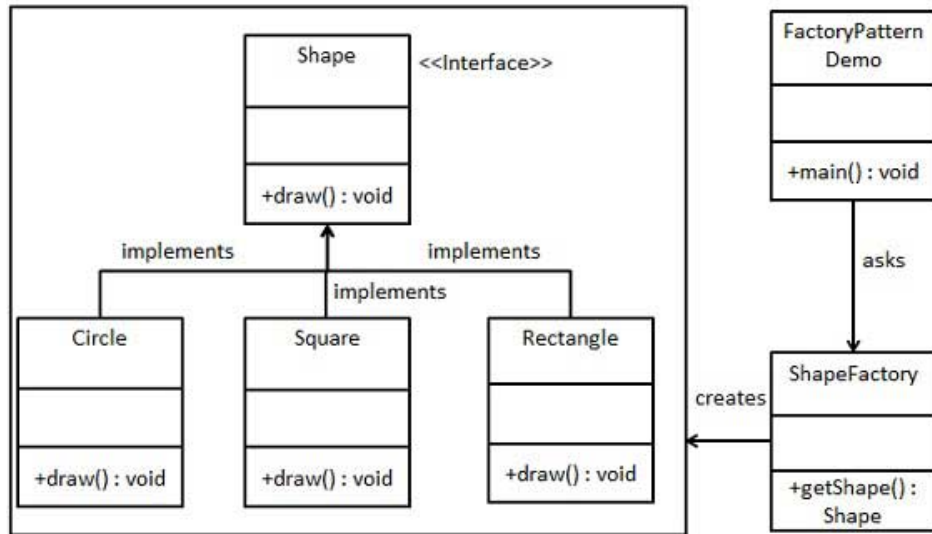 Shape
<<Interface>>
+draw() : void
implements
implements
implements
Circle
+draw() : void
Square
+draw() : void
Rectangle
+draw() : void
FactoryPattern
Demo
+main() : void
asks
ShapeFactory
+getShape() :
Shape
creates